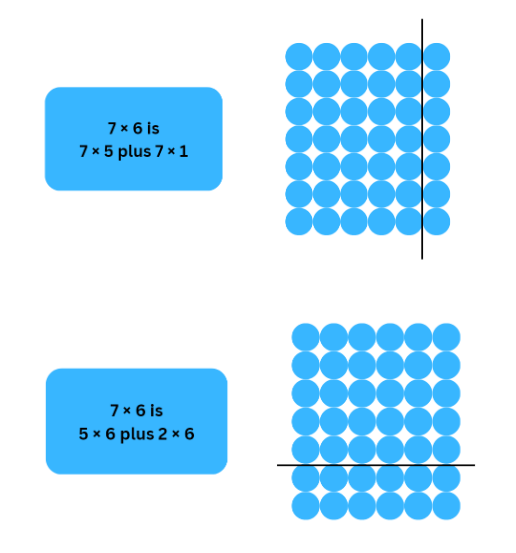 7 × 6 is
7 × 5 plus 7 × 1
7 × 6 is
5 × 6 plus 2 × 6